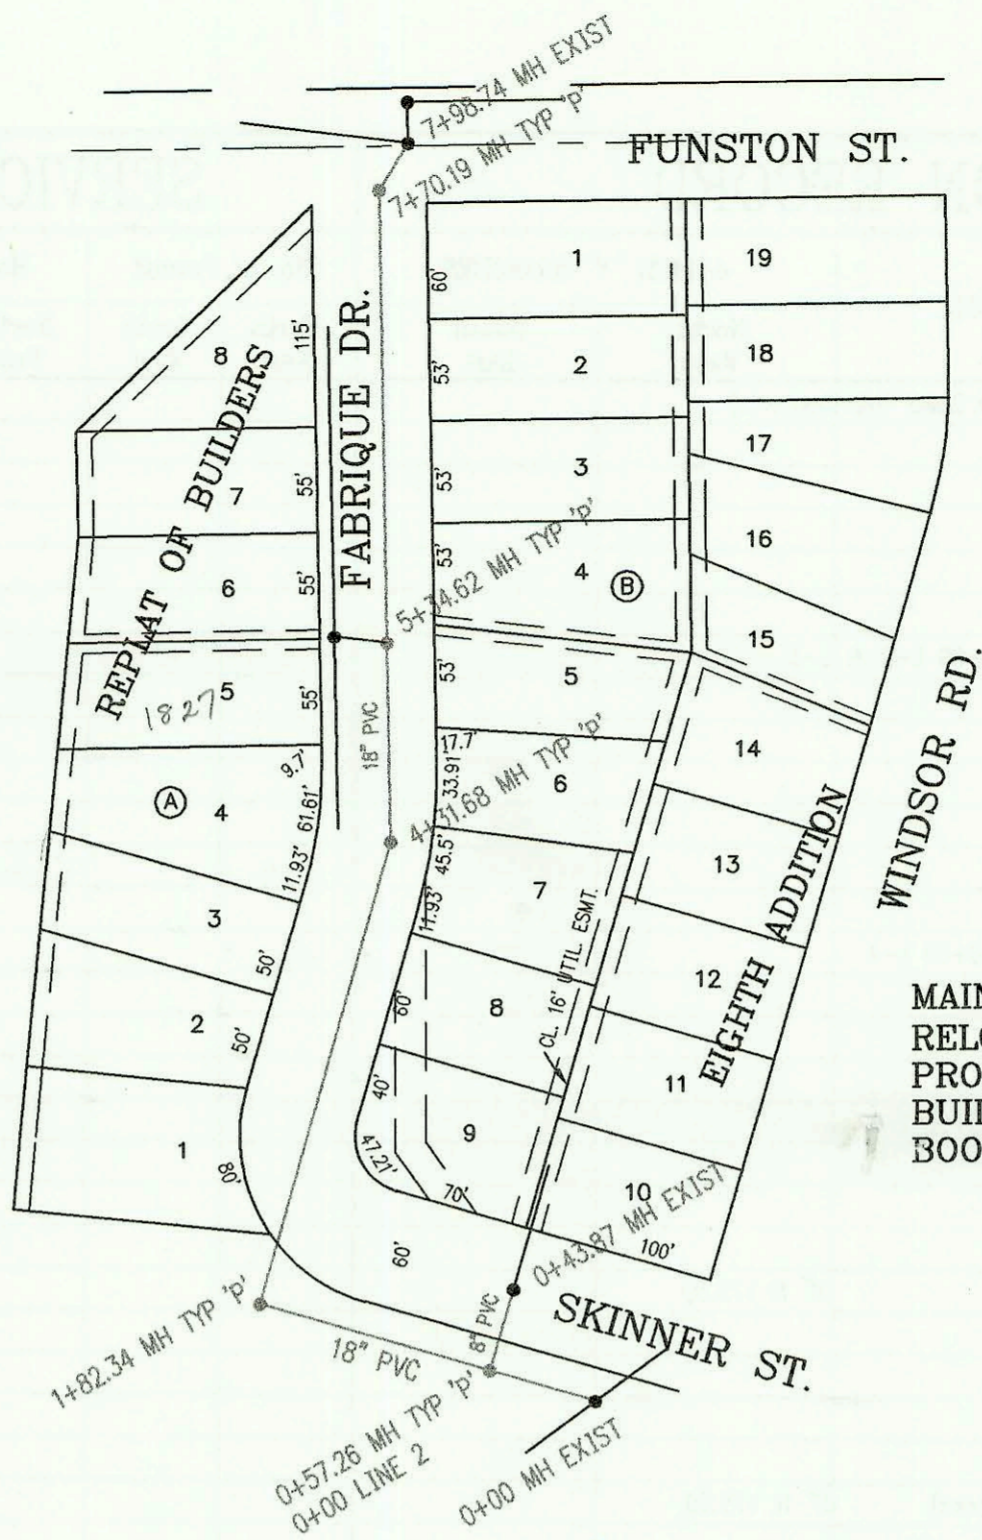 7+98.74 MH EXIST
7+70.19 MH TYP 'p'
FUNSTON ST.
FABRIQUE DR.
REPLAT OF BUILDERS
8
115'
7
55'
6
55'
5
1827
55'
9.7'
A
4
61.61'
11.93'
3
50'
2
50'
1
80'
1
60'
2
53'
3
53'
4
53'
B
5+34.62 MH TYP 'p'
5
53'
17.7'
18" PVC
6
33.91'
4+31.68 MH TYP 'p'
45.5'
7
11.93'
CL. 16' UTIL ESMT.
8
60'
40'
9
47.21'
70'
60'
19
18
17
16
15
14
13
12
11
10
100'
EIGHTH ADDITION
WINDSOR RD.
MAIN
PRO
0+43.87 MH EXIST
8" PVC
SKINNER ST.
1+82.34 MH TYP 'p'
18" PVC
0+57.26 MH TYP 'p'
0+00 LINE 2
0+00 MH EXIST